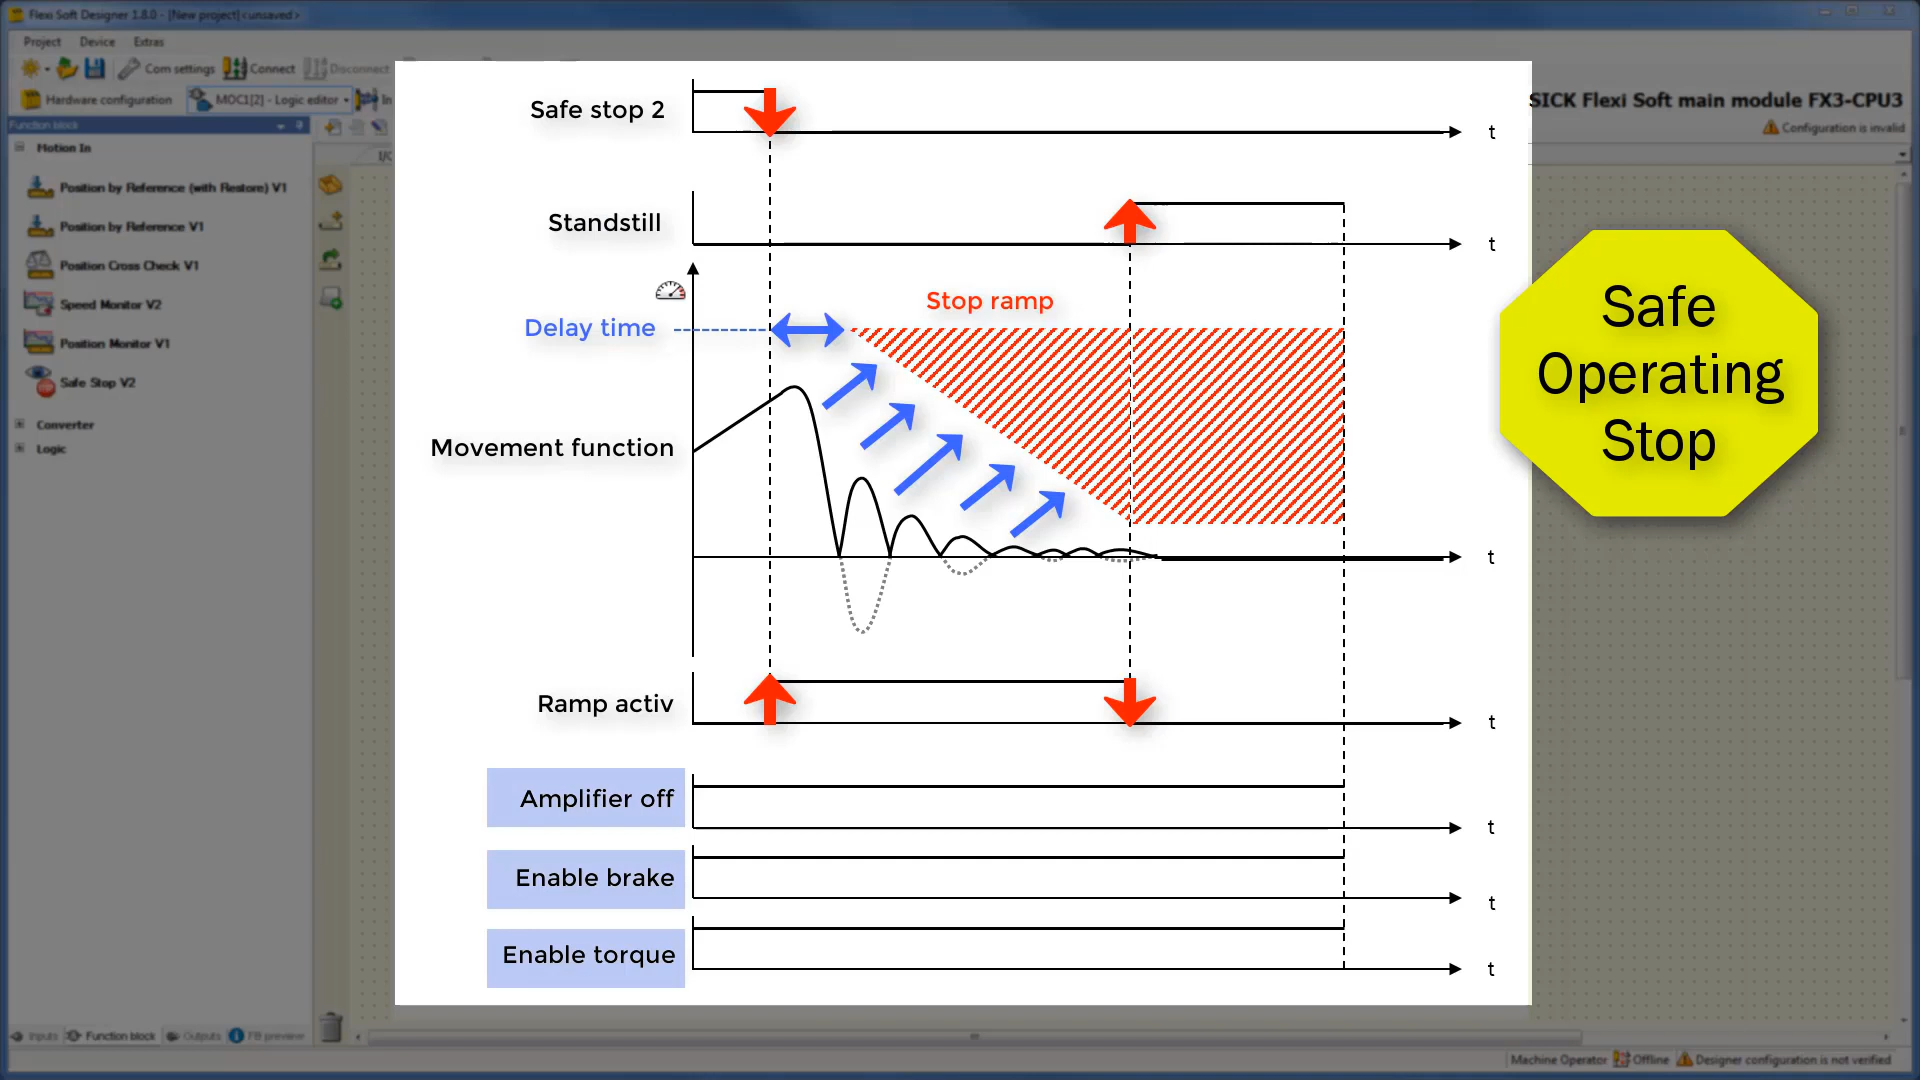 Flexi Soft Designer 1.8.0 - [New project]<unsaved>
Project Device Extras
Com settings Connect Disconnect
Hardware configuration MOC1[2] - Logic editor In
SICK Flexi Soft main module FX3-CPU3
Configuration is invalid
Function block
Motion In
Position by Reference (with Restore) V1
Position by Reference V1
Position Cross Check V1
Speed Monitor V2
Position Monitor V1
Safe Stop V2
Converter
Logic
Safe stop 2
t
Standstill
t
Stop ramp
Delay time
Movement function
t
Ramp activ
t
Amplifier off
t
Enable brake
t
Enable torque
t
Safe
Operating
Stop
Inputs Function block Outputs FB preview
Machine Operator Offline Designer configuration is not verified